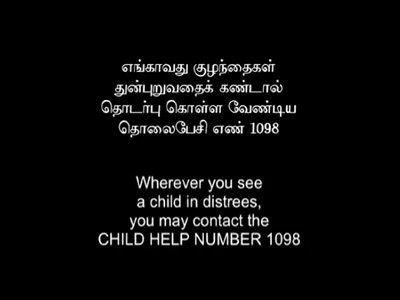 எங்காவது குழந்தைகள்
துன்புறுவதைக் கண்டால்
தொடர்பு கொள்ள வேண்டிய
தொலைபேசி எண் 1098
Wherever you see
a child in distrees,
you may contact the
CHILD HELP NUMBER 1098